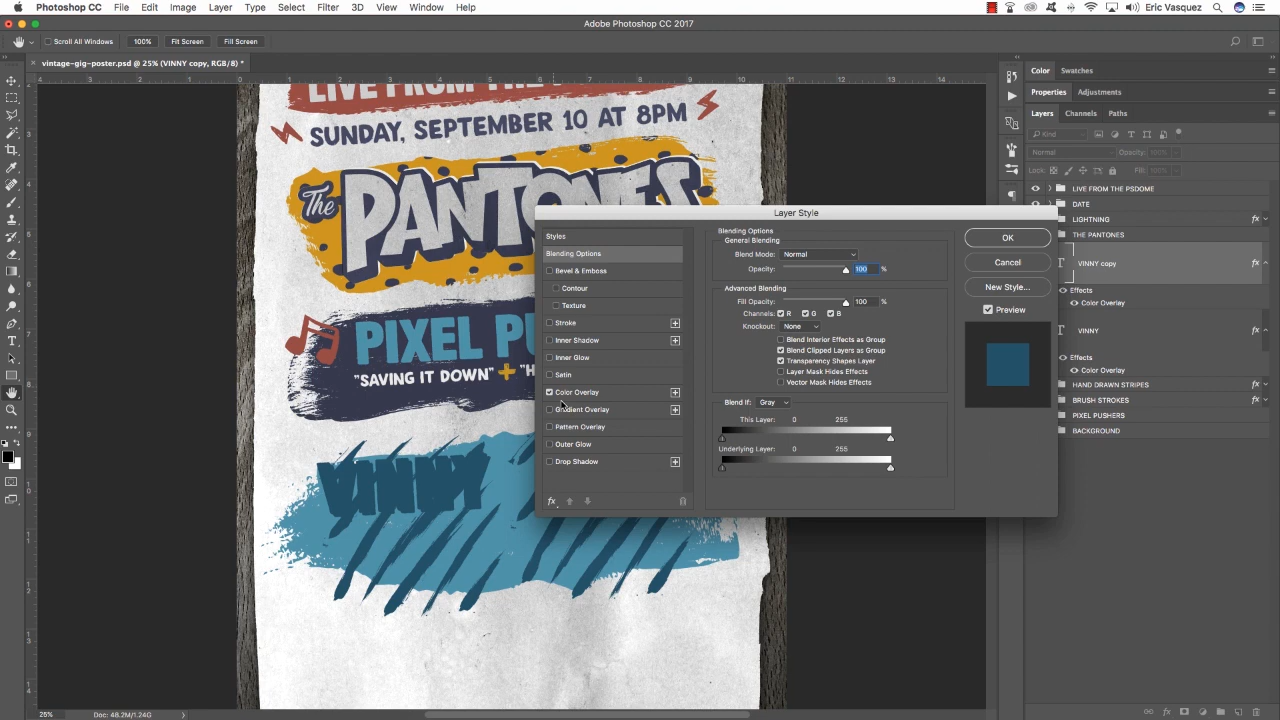 Photoshop CC File Edit Image Layer Type Select Filter 3D View Window Help Eric Vasquez
Adobe Photoshop CC 2017
Scroll All Windows 100% Fit Screen Fill Screen
× vintage-gig-poster.psd @ 25% (VINNY copy, RGB/8) *
Color Swatches
Properties Adjustments
Layers Channels Paths
Kind
Normal Opacity: 100%
Lock: Fill: 100%
LIVE FROM THE PSDOME
DATE
LIGHTNING fx
THE PANTONES
T VINNY copy fx
Effects
Color Overlay
T VINNY
Effects
Color Overlay
HAND DRAWN STRIPES
BRUSH STROKES
PIXEL PUSHERS
BACKGROUND
LIVE FROM THE
SUNDAY, SEPTEMBER 10 AT 8PM
The PANTONES
PIXEL PU
"SAVING IT DOWN" + "H
VINNY
Layer Style
Styles
Blending Options
Bevel & Emboss
Contour
Texture
Stroke
Inner Shadow
Inner Glow
Satin
Color Overlay
Gradient Overlay
Pattern Overlay
Outer Glow
Drop Shadow
fx
Blending Options
General Blending
Blend Mode: Normal
Opacity: 100 %
Advanced Blending
Fill Opacity: 100 %
Channels: R G B
Knockout: None
Blend Interior Effects as Group
Blend Clipped Layers as Group
Transparency Shapes Layer
Layer Mask Hides Effects
Vector Mask Hides Effects
Blend If: Gray
This Layer: 0 255
Underlying Layer: 0 255
OK
Cancel
New Style...
Preview
25% Doc: 48.2M/1.24G